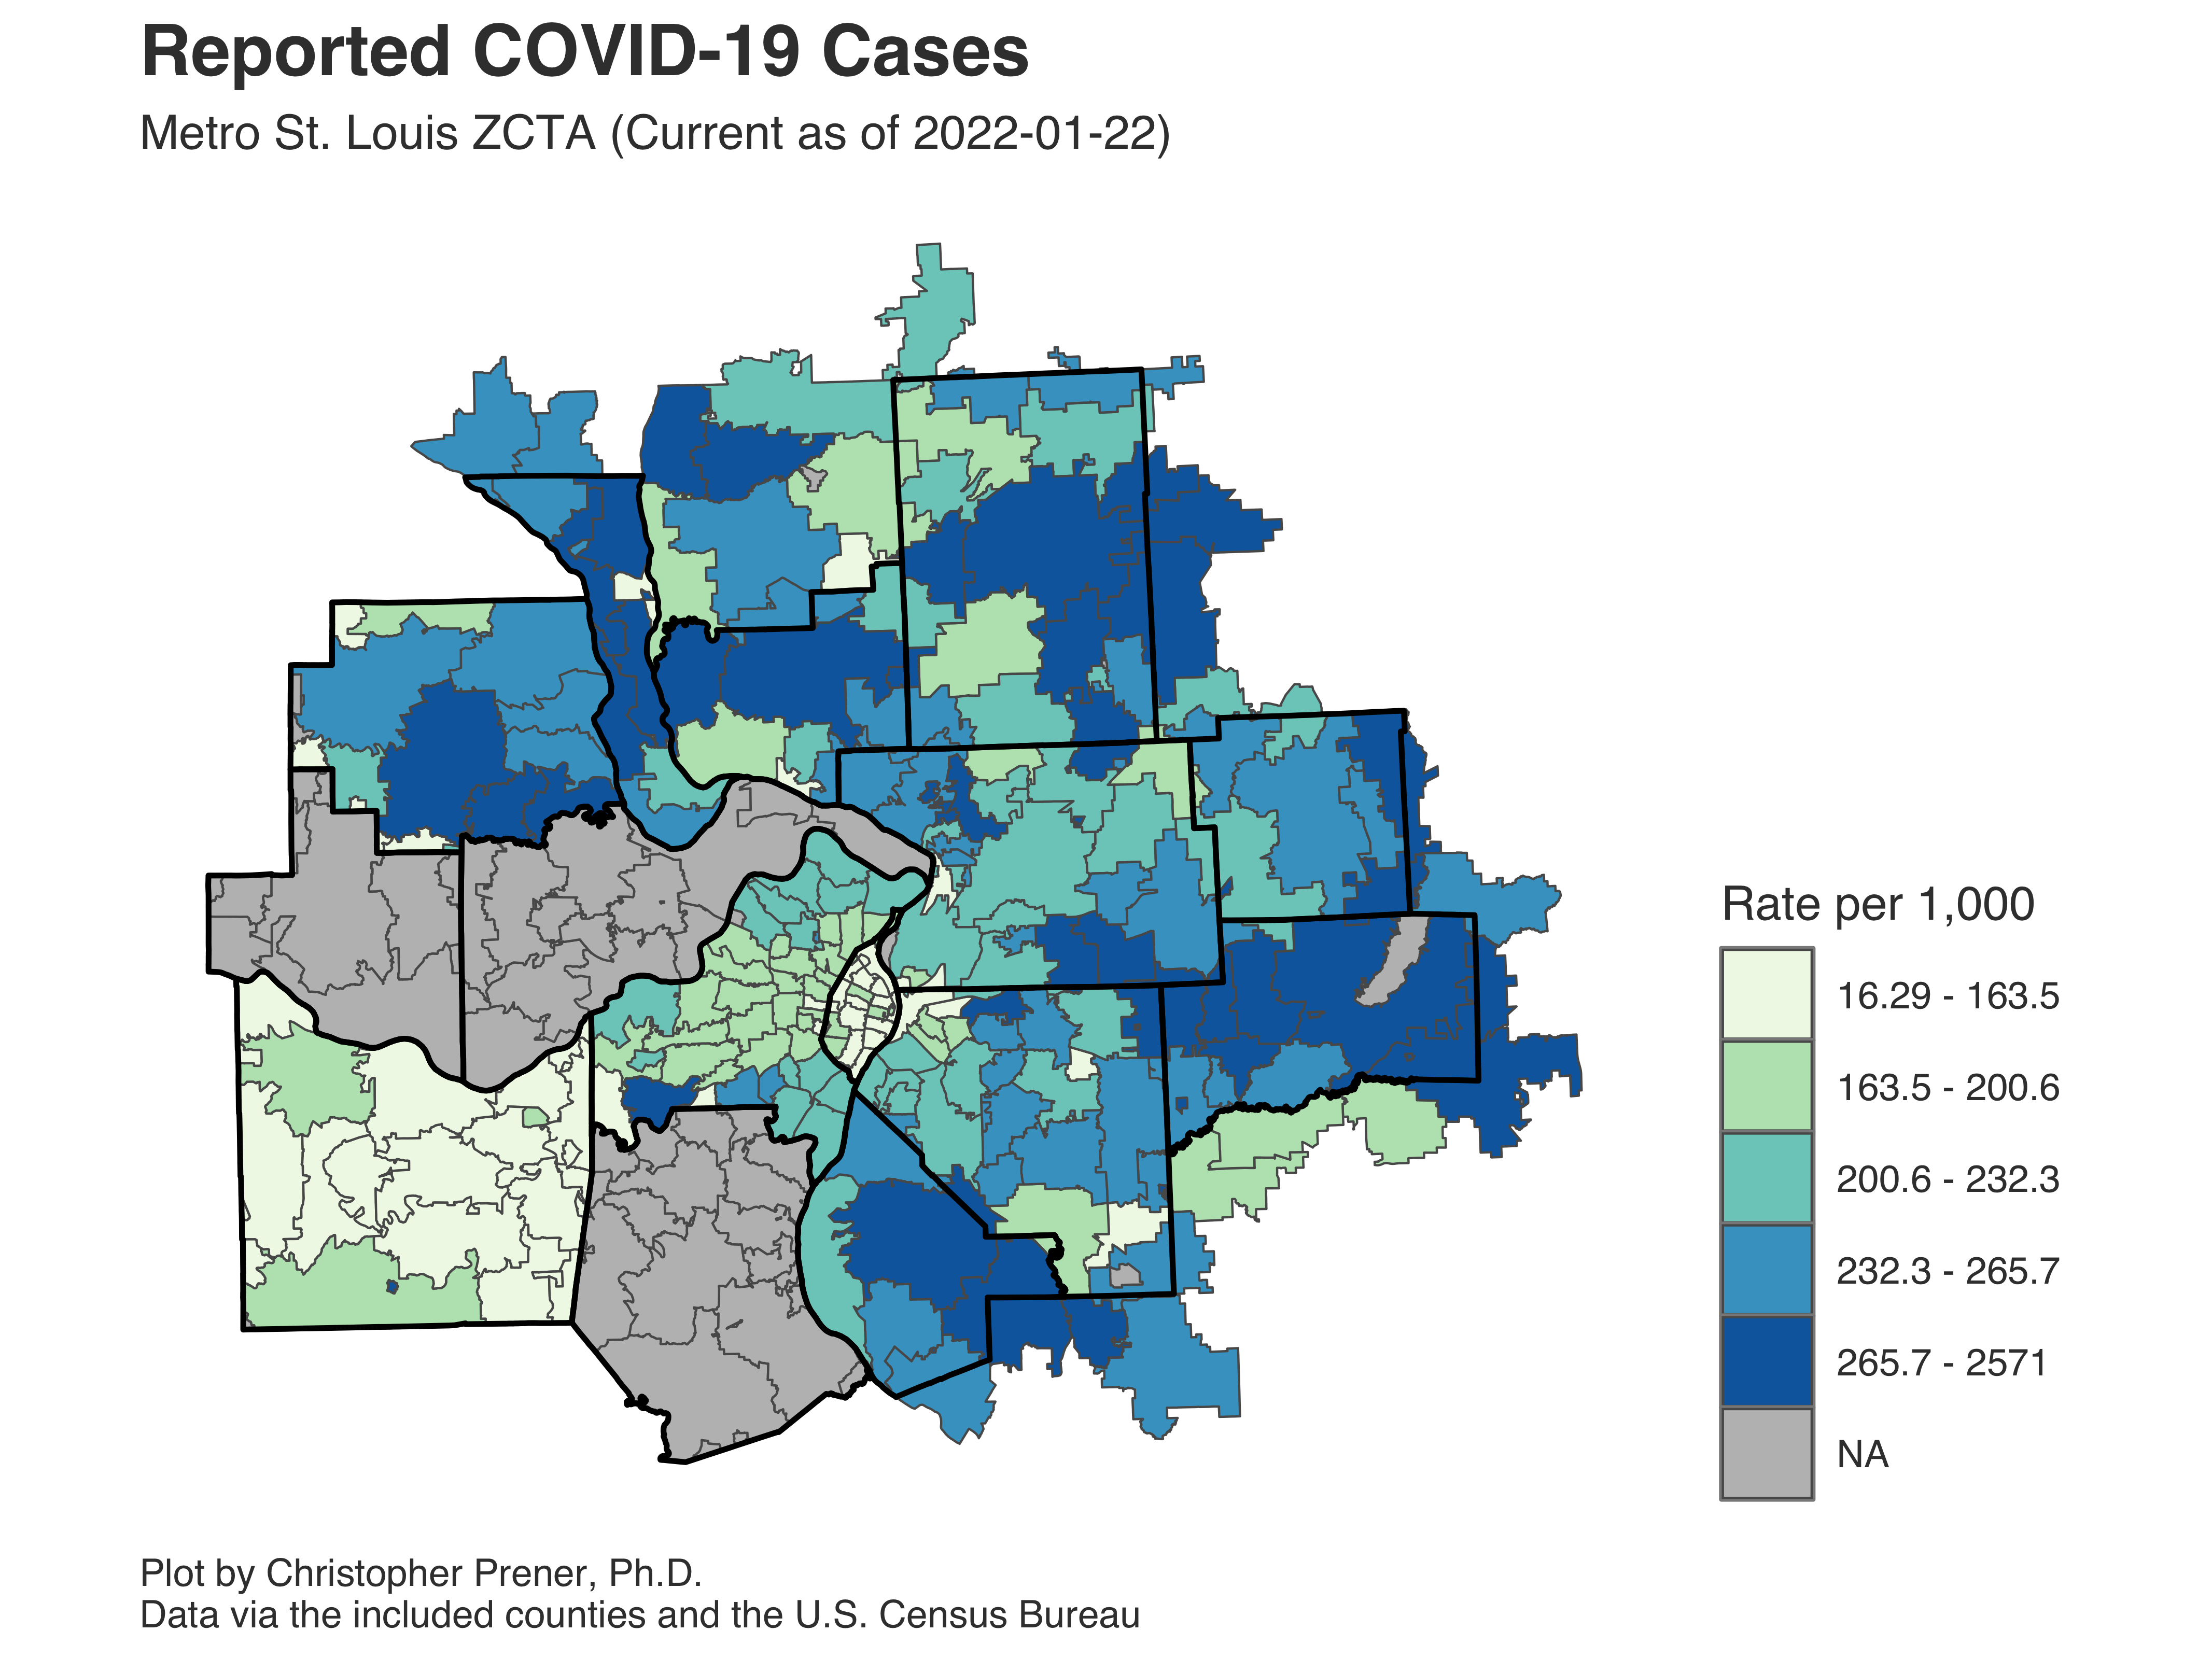 Reported COVID-19 Cases
Metro St. Louis ZCTA (Current as of 2022-01-22)
Rate per 1,000
16.29 - 163.5
163.5 - 200.6
200.6 - 232.3
232.3 - 265.7
265.7 - 2571
NA
Plot by Christopher Prener, Ph.D.
Data via the included counties and the U.S. Census Bureau